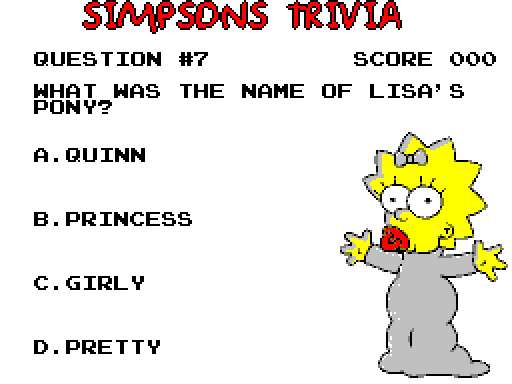 SIMPSONS TRIVIA
QUESTION #7 SCORE 000
WHAT WAS THE NAME OF LISA'S
PONY?
A.QUINN
B.PRINCESS
C.GIRLY
D.PRETTY